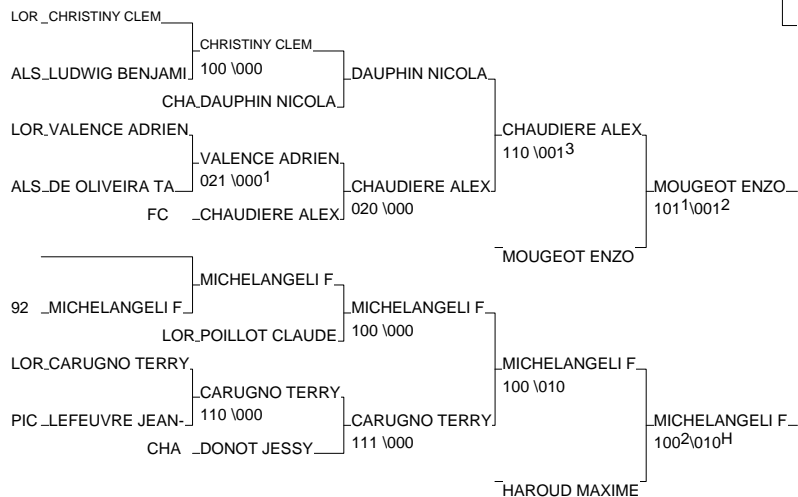 LOR CHRISTINY CLEM
CHRISTINY CLEM
100 \000
ALS LUDWIG BENJAMI
DAUPHIN NICOLA
CHA DAUPHIN NICOLA
LOR VALENCE ADRIEN
CHAUDIERE ALEX
110 \001³
VALENCE ADRIEN
021 \000¹
ALS DE OLIVEIRA TA
CHAUDIERE ALEX
020 \000
MOUGEOT ENZO
101¹\001²
FC CHAUDIERE ALEX
MOUGEOT ENZO
MICHELANGELI F
92 MICHELANGELI F
MICHELANGELI F
100 \000
LOR POILLOT CLAUDE
LOR CARUGNO TERRY
MICHELANGELI F
100 \010
CARUGNO TERRY
110 \000
PIC LEFEUVRE JEAN-
CARUGNO TERRY
111 \000
MICHELANGELI F
100²\010ᴴ
CHA DONOT JESSY
HAROUD MAXIME